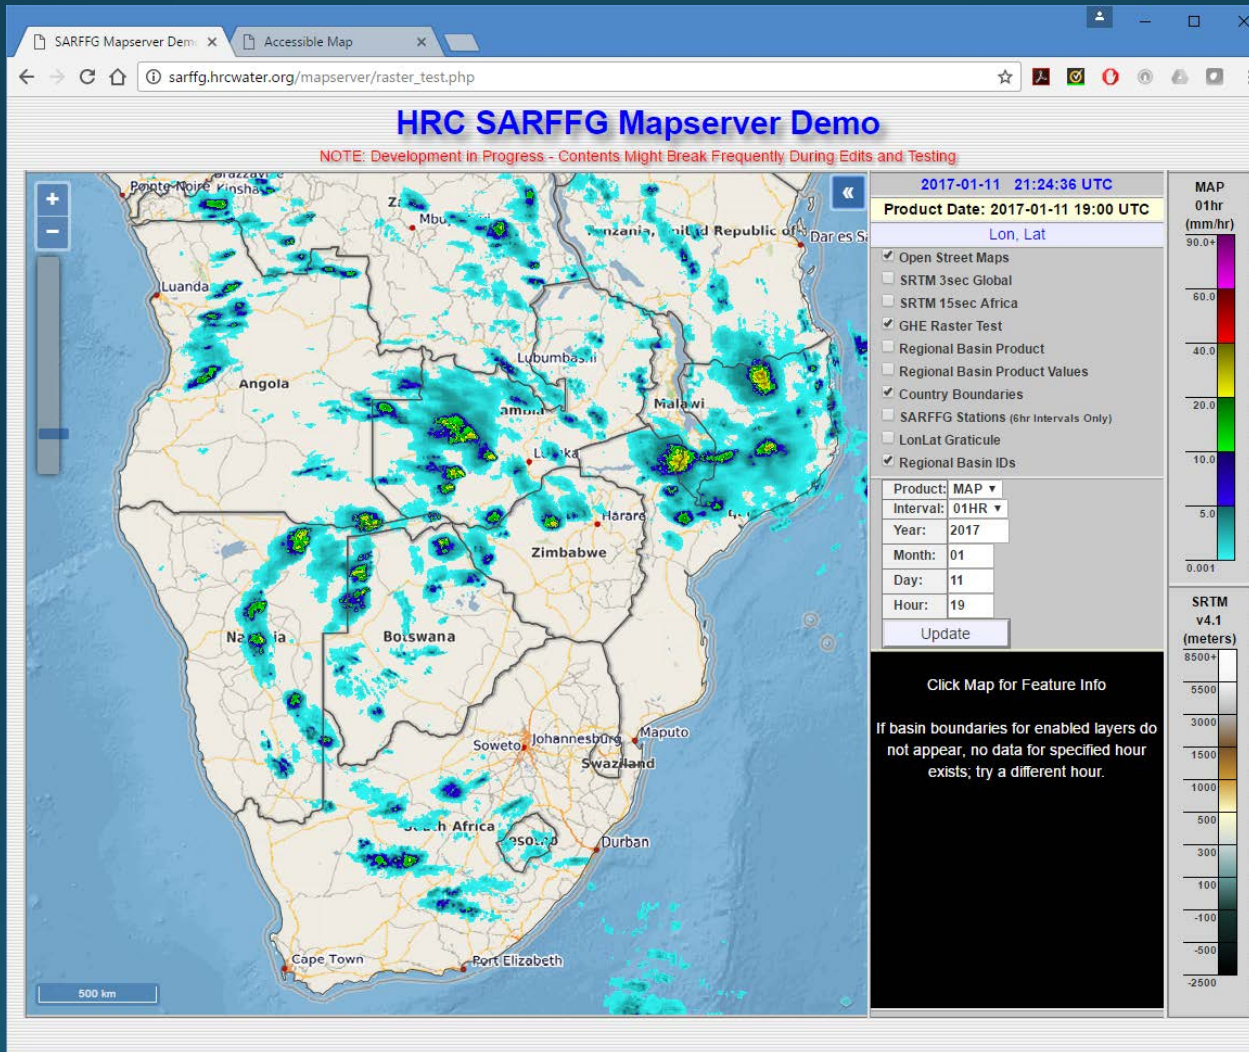 SARFFG Mapserver Dem
Accessible Map
sarffg.hrcwater.org/mapserver/raster_test.php
HRC SARFFG Mapserver Demo
NOTE: Development in Progress - Contents Might Break Frequently During Edits and Testing
+
−
«
Pointe-Noire
Kinsha
Mbu
Dar es Sa
Luanda
Lubumbashi
Angola
Malawi
Harare
Zimbabwe
Botswana
Soweto
Johannesburg
Maputo
Swaziland
Africa
Durban
Cape Town
Port Elizabeth
500 km
2017-01-11 21:24:36 UTC
Product Date: 2017-01-11 19:00 UTC
Lon, Lat
Open Street Maps
SRTM 3sec Global
SRTM 15sec Africa
GHE Raster Test
Regional Basin Product
Regional Basin Product Values
Country Boundaries
SARFFG Stations (6hr Intervals Only)
LonLat Graticule
Regional Basin IDs
Product: MAP
Interval: 01HR
Year: 2017
Month: 01
Day: 11
Hour: 19
Update
Click Map for Feature Info
If basin boundaries for enabled layers do
not appear, no data for specified hour
exists; try a different hour.
MAP
01hr
(mm/hr)
90.0+
60.0
40.0
20.0
10.0
5.0
0.001
SRTM
v4.1
(meters)
8500+
5500
3000
1500
1000
500
300
100
-100
-500
-2500